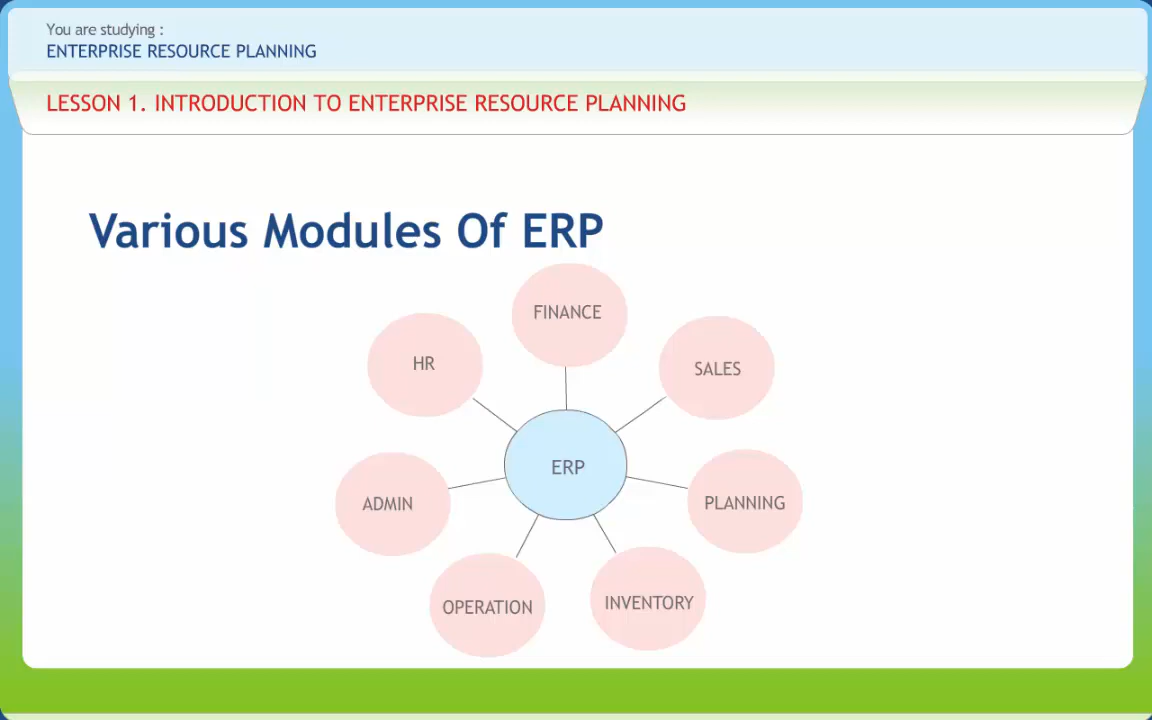 You are studying :
ENTERPRISE RESOURCE PLANNING
LESSON 1. INTRODUCTION TO ENTERPRISE RESOURCE PLANNING
Various Modules Of ERP
FINANCE
HR
SALES
ERP
ADMIN
PLANNING
OPERATION
INVENTORY